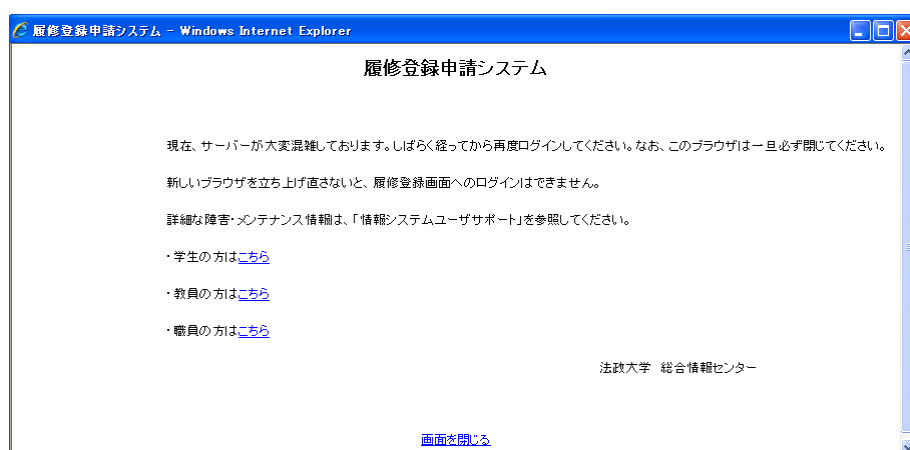 履修登録申請システム - Windows Internet Explorer
履修登録申請システム
現在、サーバーが大変混雑しております。しばらく経ってから再度ログインしてください。なお、このブラウザは一旦必ず閉じてください。
新しいブラウザを立ち上げ直さないと、履修登録画面へのログインはできません。
詳細な障害・メンテナンス情報は、「情報システムユーザサポート」を参照してください。
・学生の方はこちら
・教員の方はこちら
・職員の方はこちら
法政大学　総合情報センター
画面を閉じる